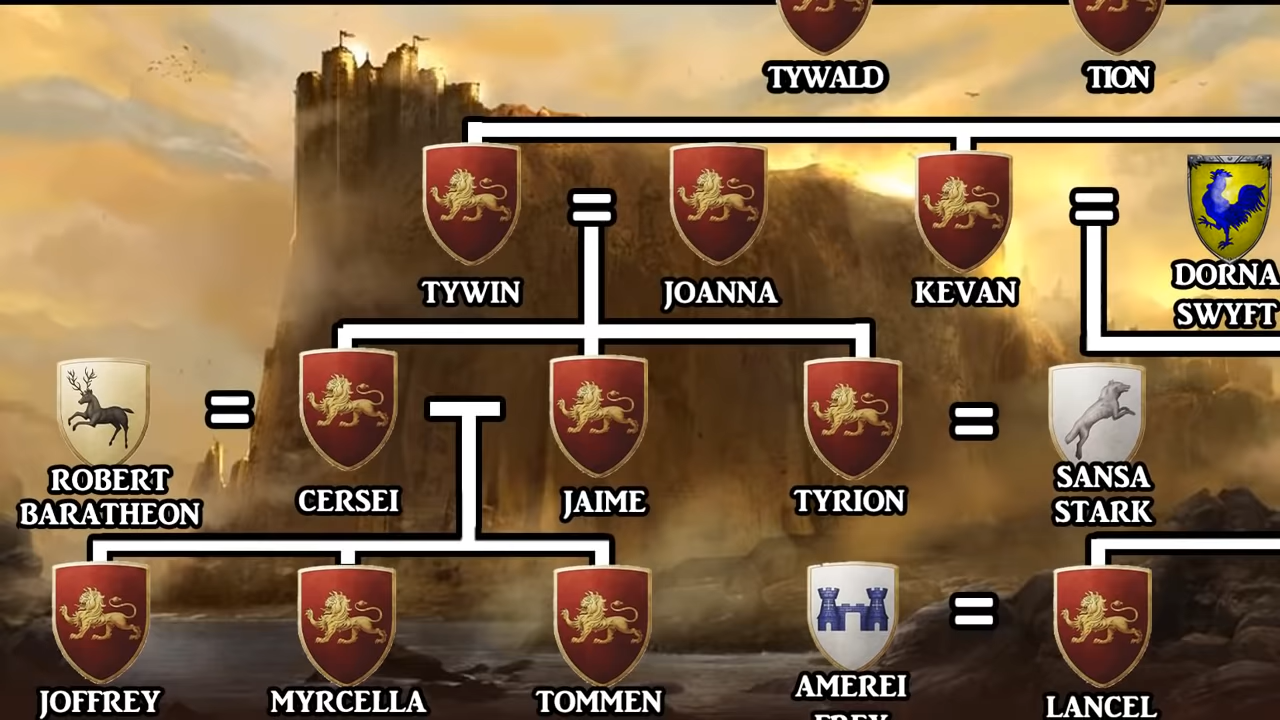 TYWALD
TION
TYWIN
JOANNA
KEVAN
DORNA
SWYFT
ROBERT
BARATHEON
CERSEI
JAIME
TYRION
SANSA
STARK
JOFFREY
MYRCELLA
TOMMEN
AMEREI
FREY
LANCEL